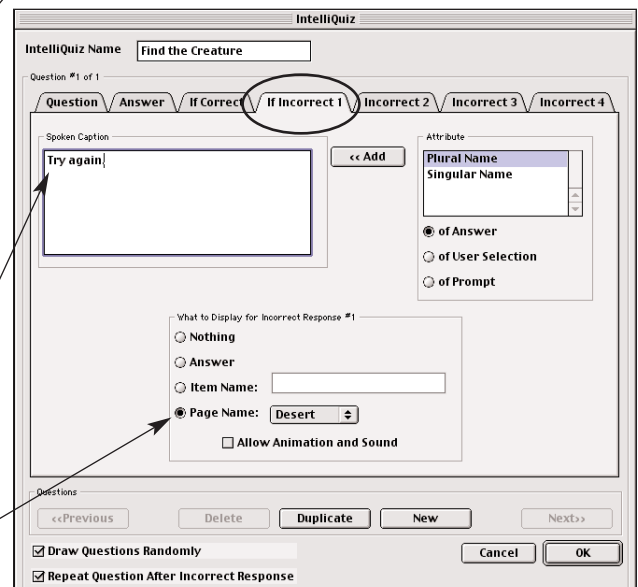 IntelliQuiz
IntelliQuiz Name Find the Creature
Question #1 of 1
Question Answer If Correct If Incorrect 1 Incorrect 2 Incorrect 3 Incorrect 4
Spoken Caption
Try again
<< Add
Attribute
Plural Name
Singular Name
of Answer
of User Selection
of Prompt
What to Display for Incorrect Response #1
Nothing
Answer
Item Name:
Page Name: Desert
Allow Animation and Sound
Questions
<<Previous Delete Duplicate New Next>>
Draw Questions Randomly
Cancel OK
Repeat Question After Incorrect Response